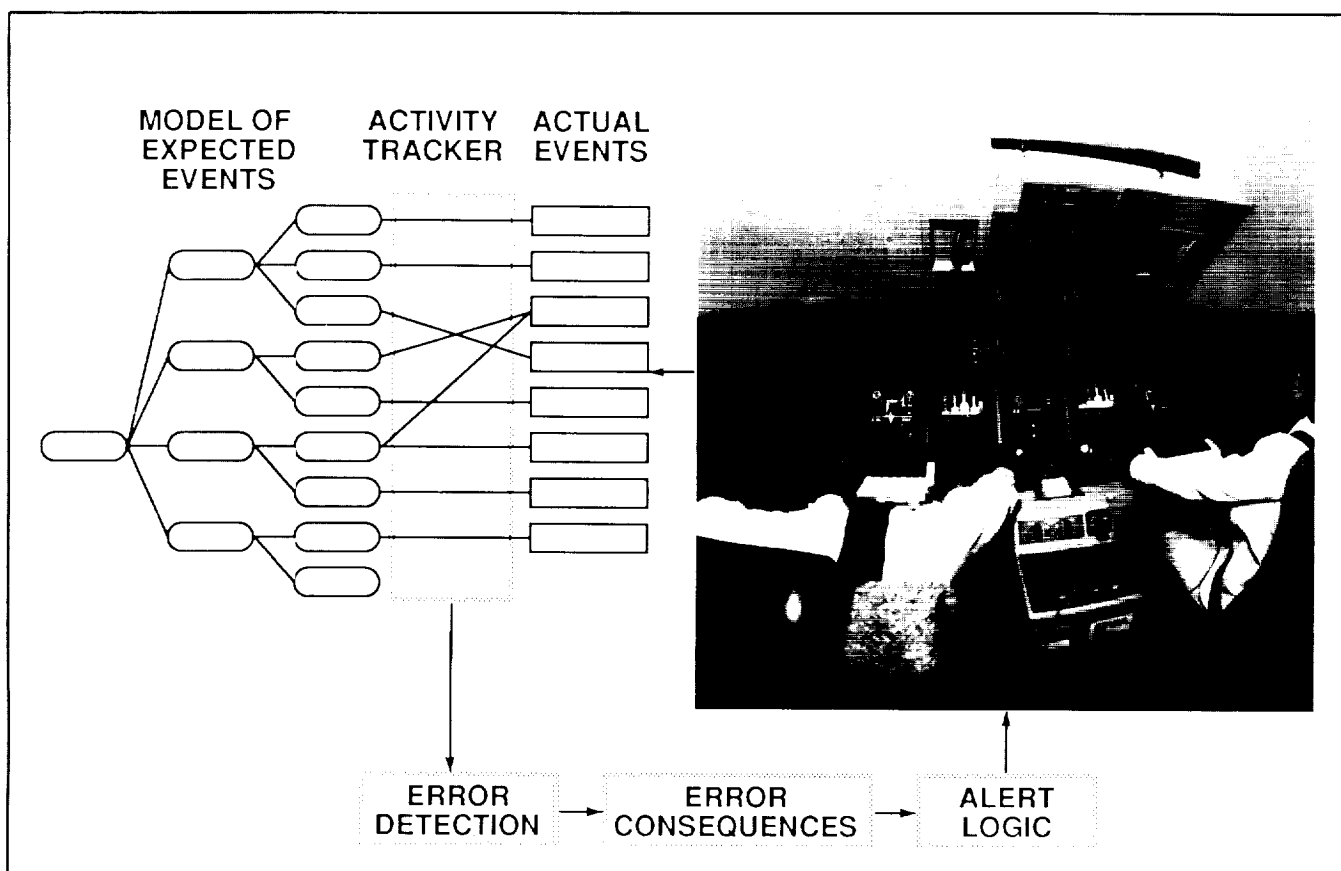 MODEL OF
EXPECTED
EVENTS
ACTIVITY
TRACKER
ACTUAL
EVENTS
ERROR
DETECTION
ERROR
CONSEQUENCES
ALERT
LOGIC